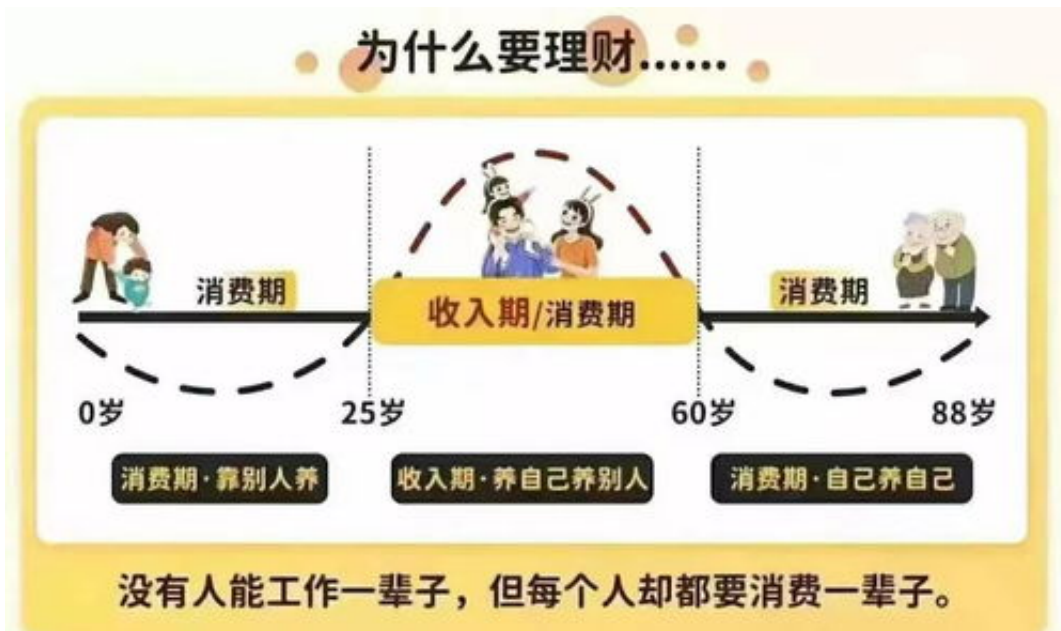 为什么要理财......
消费期
收入期/消费期
消费期
0岁
25岁
60岁
88岁
消费期·靠别人养
收入期·养自己养别人
消费期·自己养自己
没有人能工作一辈子，但每个人却都要消费一辈子。